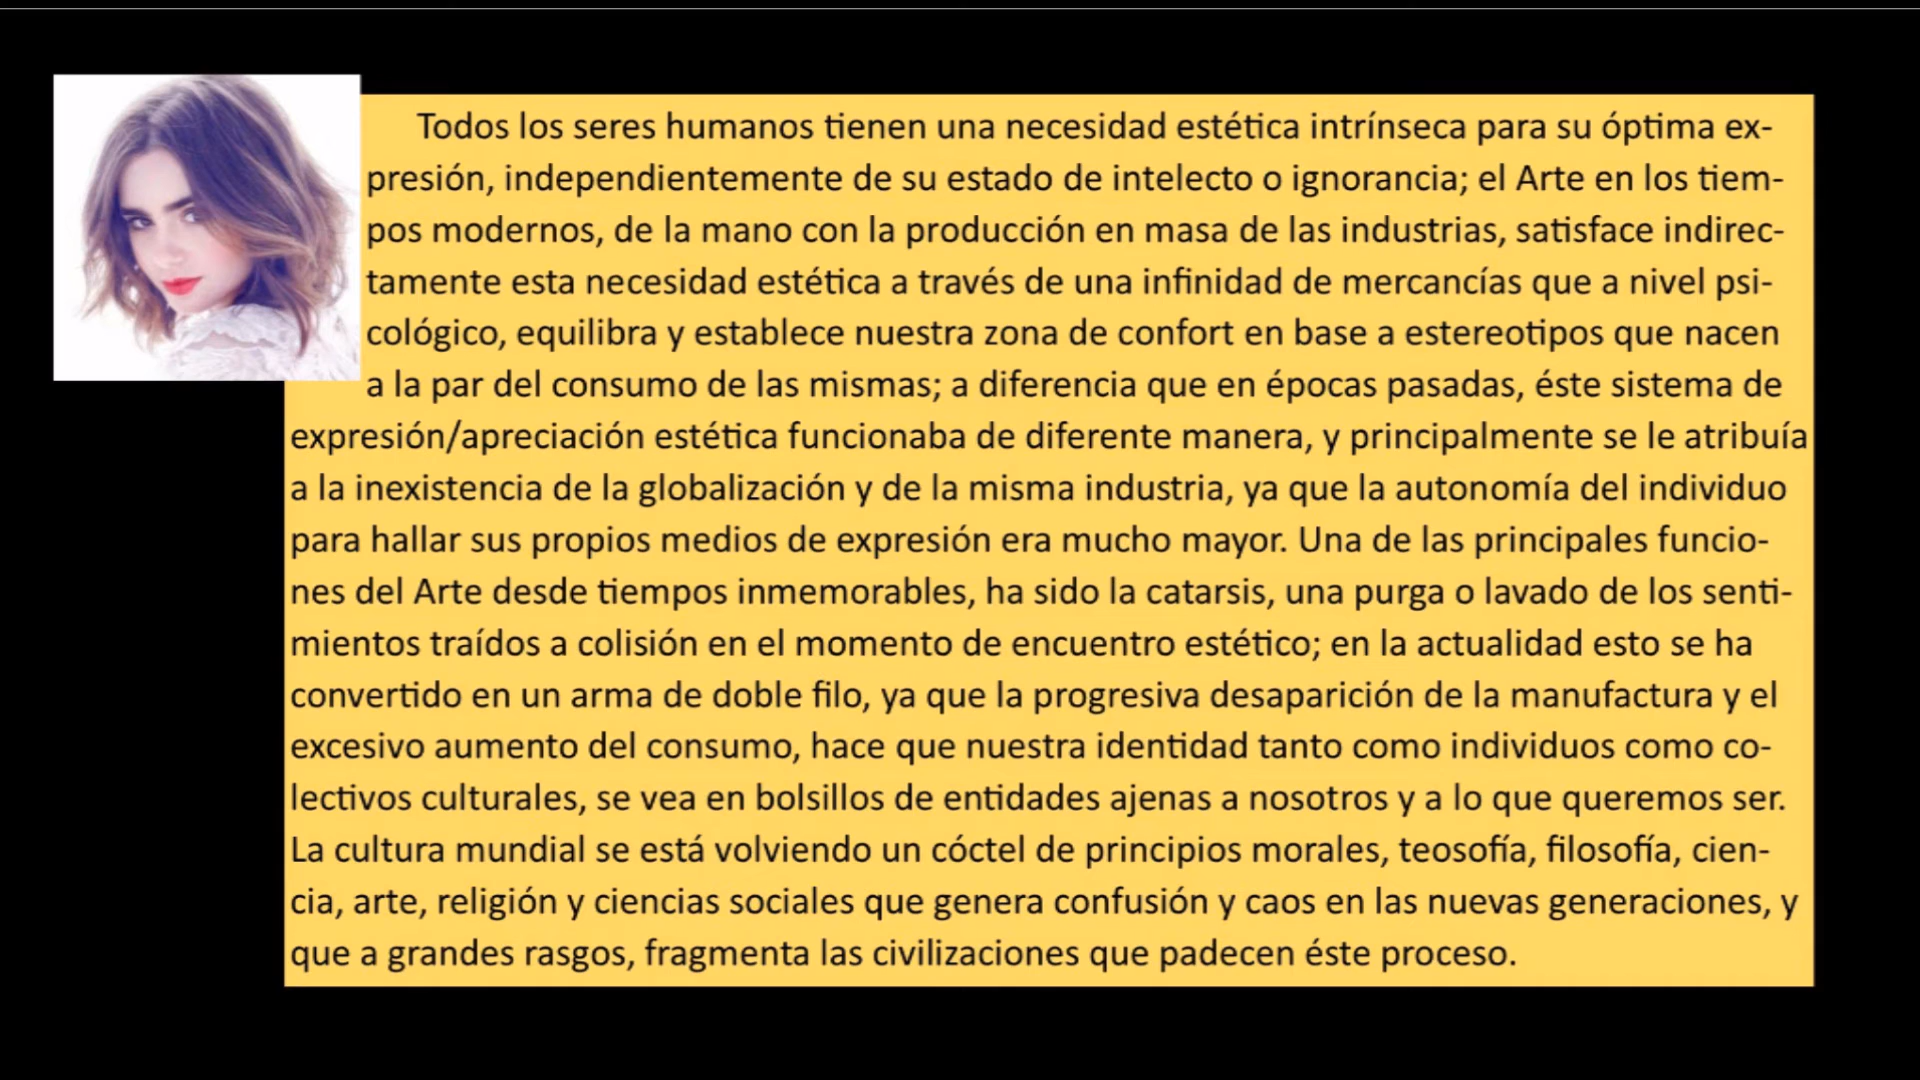 Todos los seres humanos tienen una necesidad estética intrínseca para su óptima ex-
presión, independientemente de su estado de intelecto o ignorancia; el Arte en los tiem-
pos modernos, de la mano con la producción en masa de las industrias, satisface indirec-
tamente esta necesidad estética a través de una infinidad de mercancías que a nivel psi-
cológico, equilibra y establece nuestra zona de confort en base a estereotipos que nacen
a la par del consumo de las mismas; a diferencia que en épocas pasadas, éste sistema de
expresión/apreciación estética funcionaba de diferente manera, y principalmente se le atribuía
a la inexistencia de la globalización y de la misma industria, ya que la autonomía del individuo
para hallar sus propios medios de expresión era mucho mayor. Una de las principales funcio-
nes del Arte desde tiempos inmemorables, ha sido la catarsis, una purga o lavado de los senti-
mientos traídos a colisión en el momento de encuentro estético; en la actualidad esto se ha
convertido en un arma de doble filo, ya que la progresiva desaparición de la manufactura y el
excesivo aumento del consumo, hace que nuestra identidad tanto como individuos como co-
lectivos culturales, se vea en bolsillos de entidades ajenas a nosotros y a lo que queremos ser.
La cultura mundial se está volviendo un cóctel de principios morales, teosofía, filosofía, cien-
cia, arte, religión y ciencias sociales que genera confusión y caos en las nuevas generaciones, y
que a grandes rasgos, fragmenta las civilizaciones que padecen éste proceso.